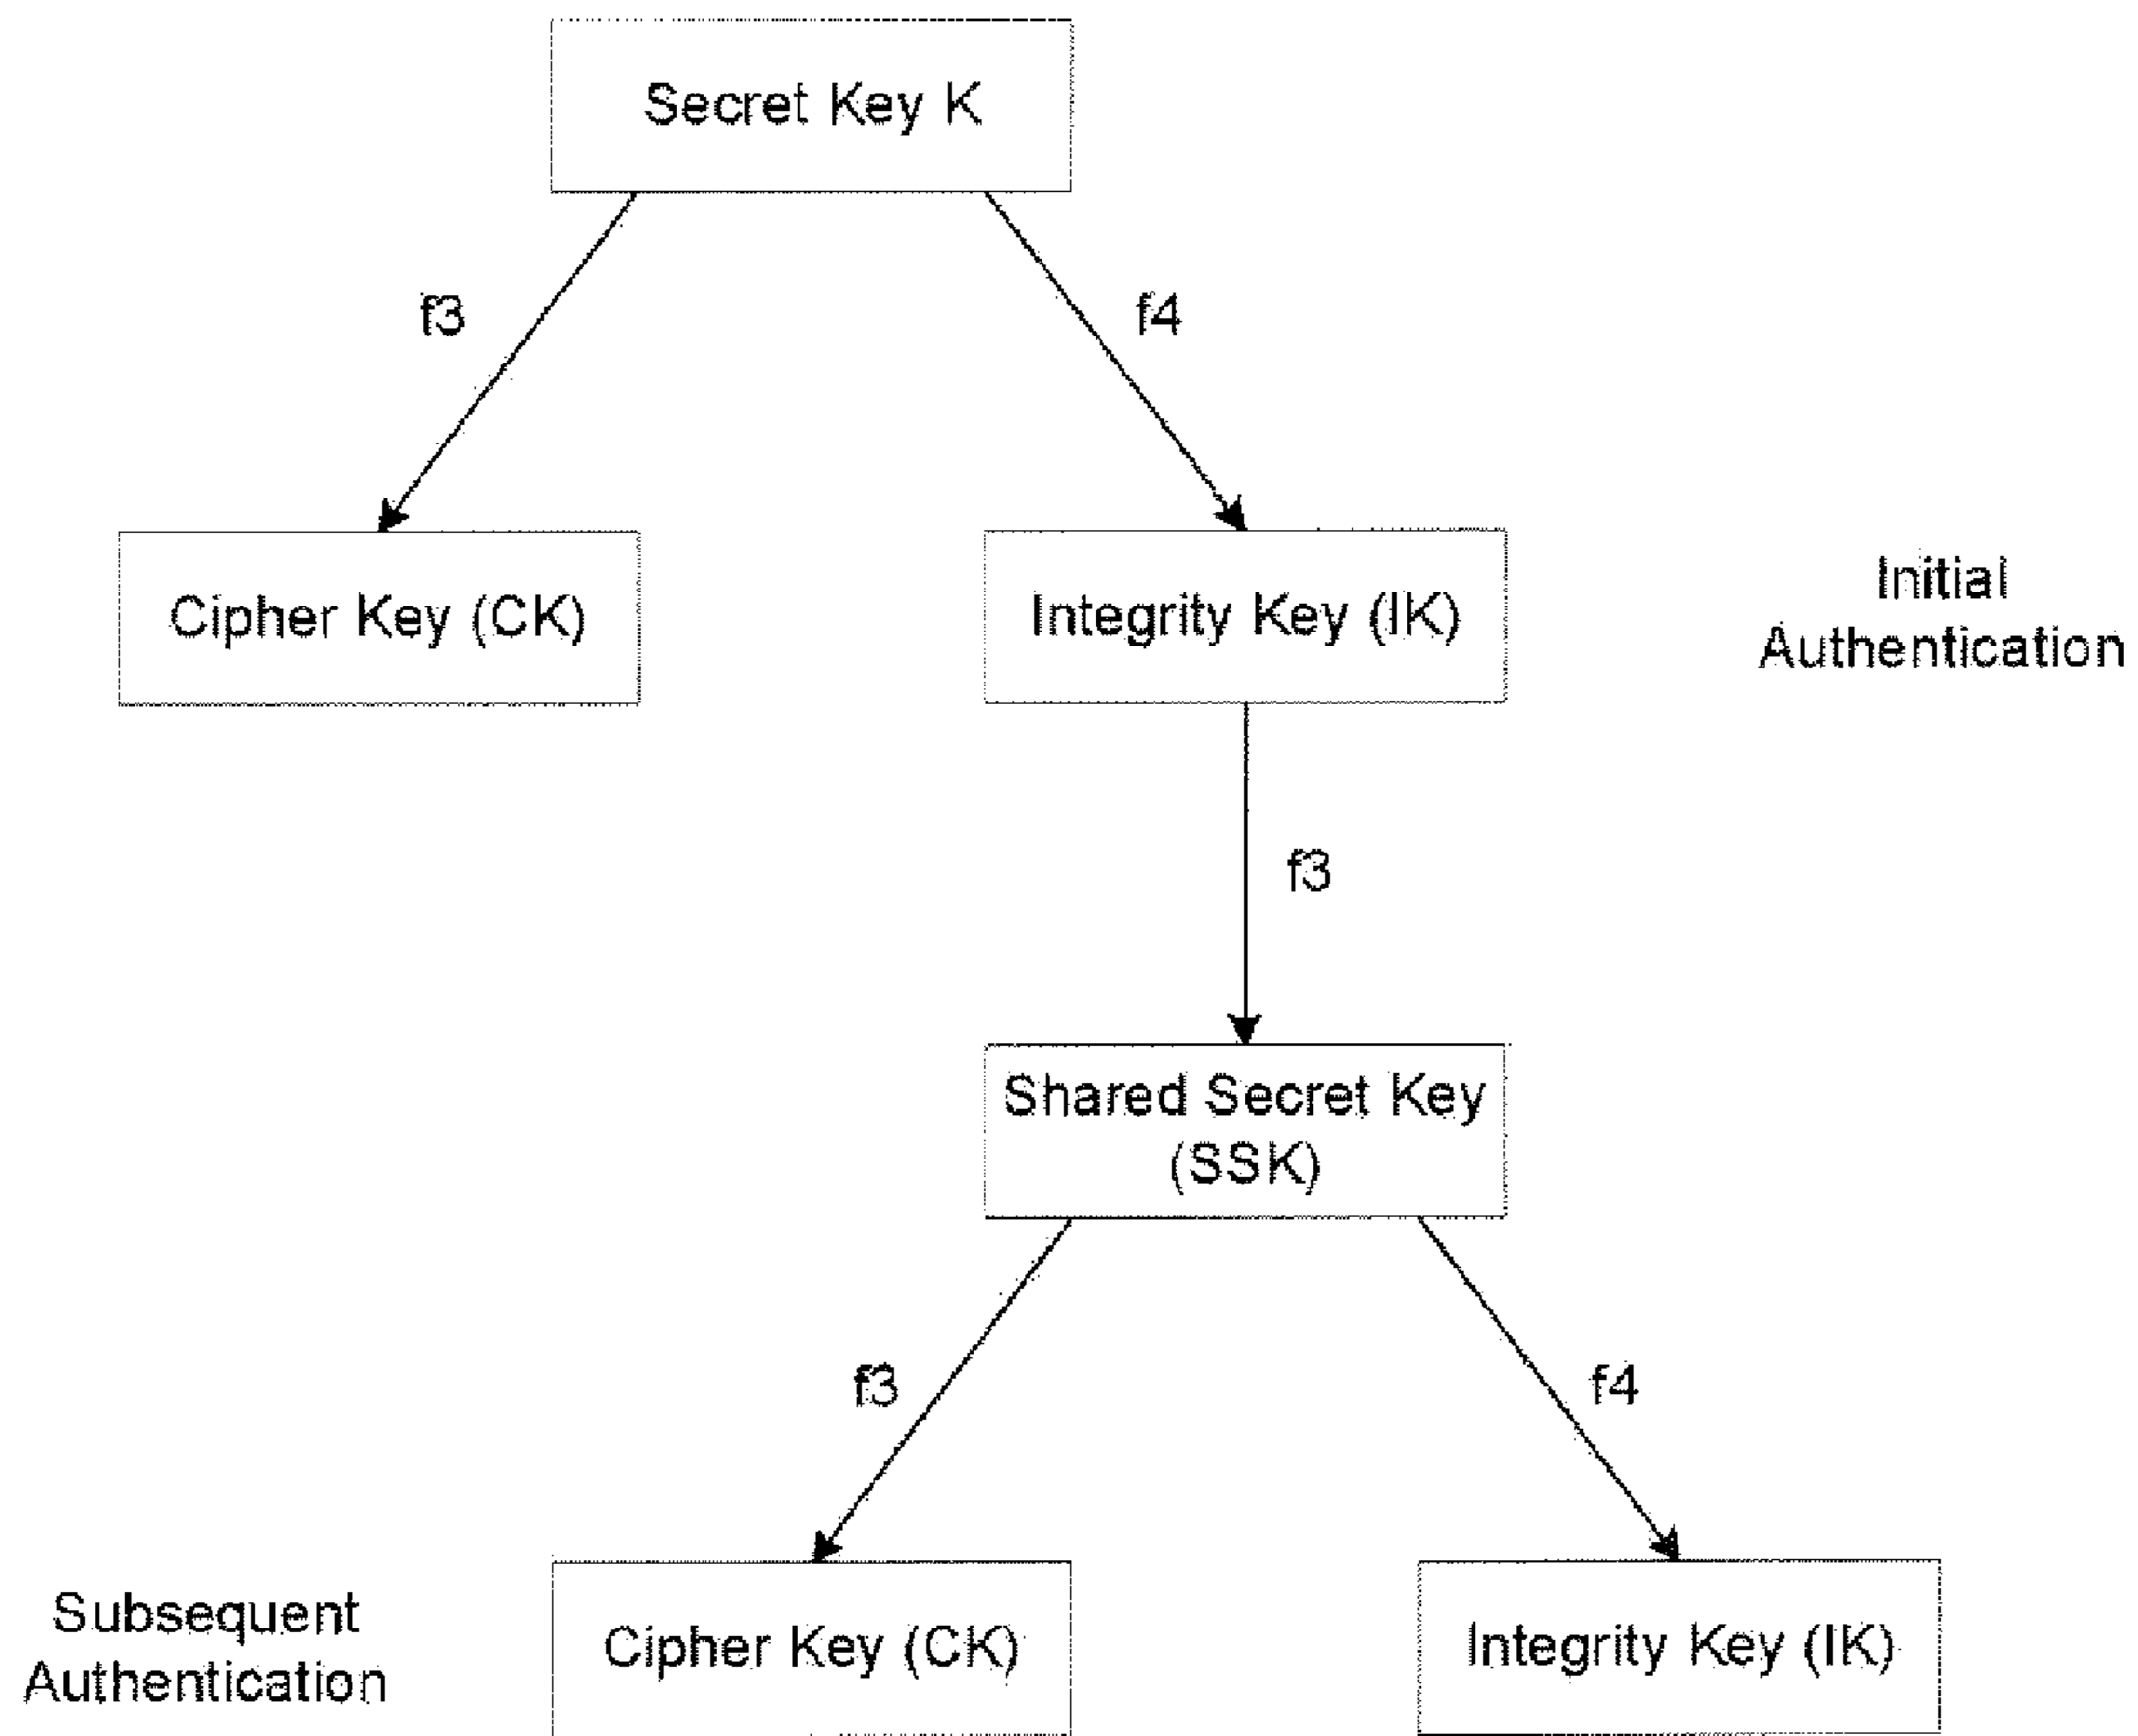 Secret Key K
f3
f4
Cipher Key (CK)
Integrity Key (IK)
Initial
Authentication
f3
Shared Secret Key
(SSK)
f3
f4
Subsequent
Authentication
Cipher Key (CK)
Integrity Key (IK)